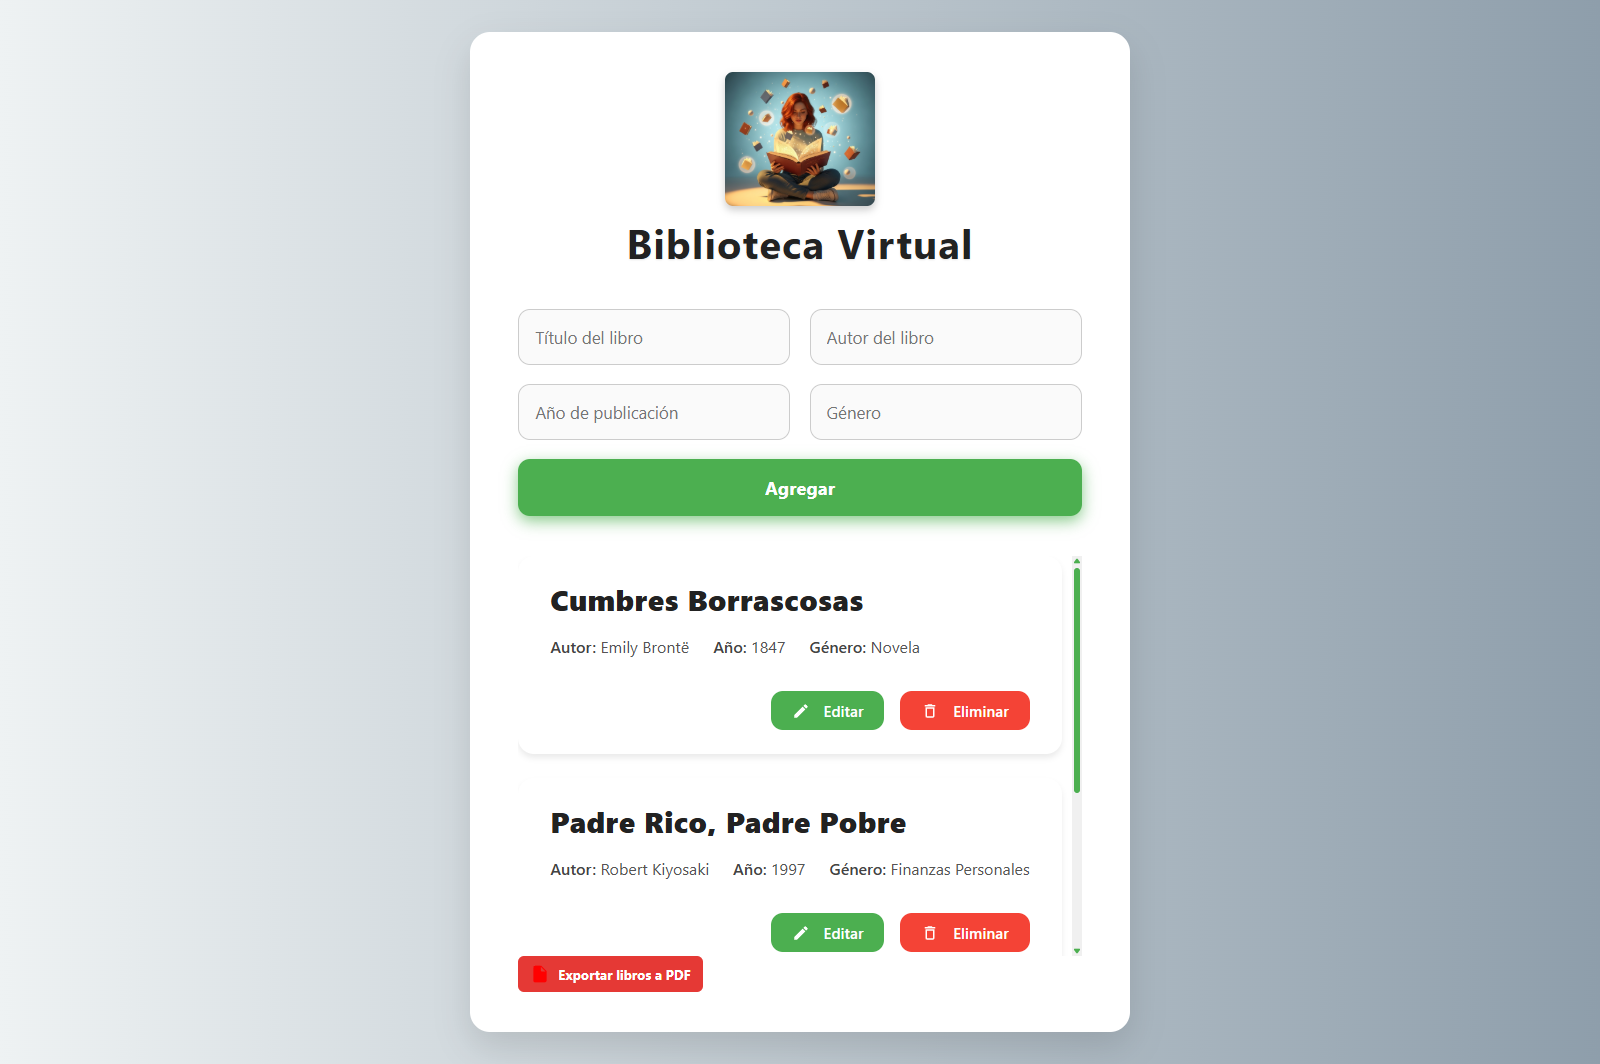 Biblioteca Virtual
Título del libro
Autor del libro
Año de publicación
Género
Agregar
Cumbres Borrascosas
Autor: Emily Brontë Año: 1847 Género: Novela
Editar Eliminar
Padre Rico, Padre Pobre
Autor: Robert Kiyosaki Año: 1997 Género: Finanzas Personales
Editar Eliminar
Exportar libros a PDF